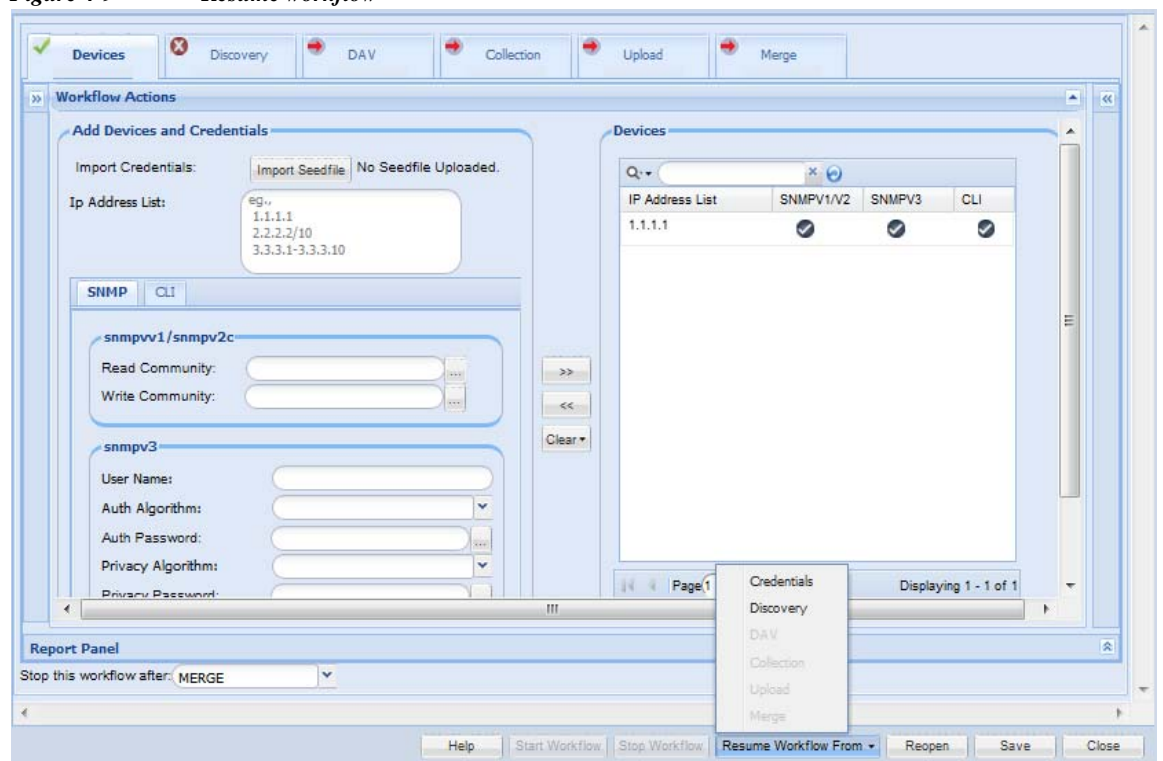 Figure 4-9 Resume Workflow
Devices Discovery DAV Collection Upload Merge
Workflow Actions
Add Devices and Credentials
Devices
Import Credentials: Import Seedfile No Seedfile Uploaded.
Ip Address List:
eg.,
1.1.1.1
2.2.2.2/10
3.3.3.1-3.3.3.10
IP Address List SNMPV1/V2 SNMPV3 CLI
1.1.1.1
SNMP CLI
snmpvv1/snmpv2c
Read Community: ...
Write Community: ...
>>
<<
Clear
snmpv3
User Name:
Auth Algorithm:
Auth Password: ...
Privacy Algorithm:
Privacy Password:
Page 1
Displaying 1 - 1 of 1
Credentials
Discovery
DAV
Collection
Upload
Merge
Report Panel
Stop this workflow after: MERGE
Help Start Workflow Stop Workflow Resume Workflow From Reopen Save Close